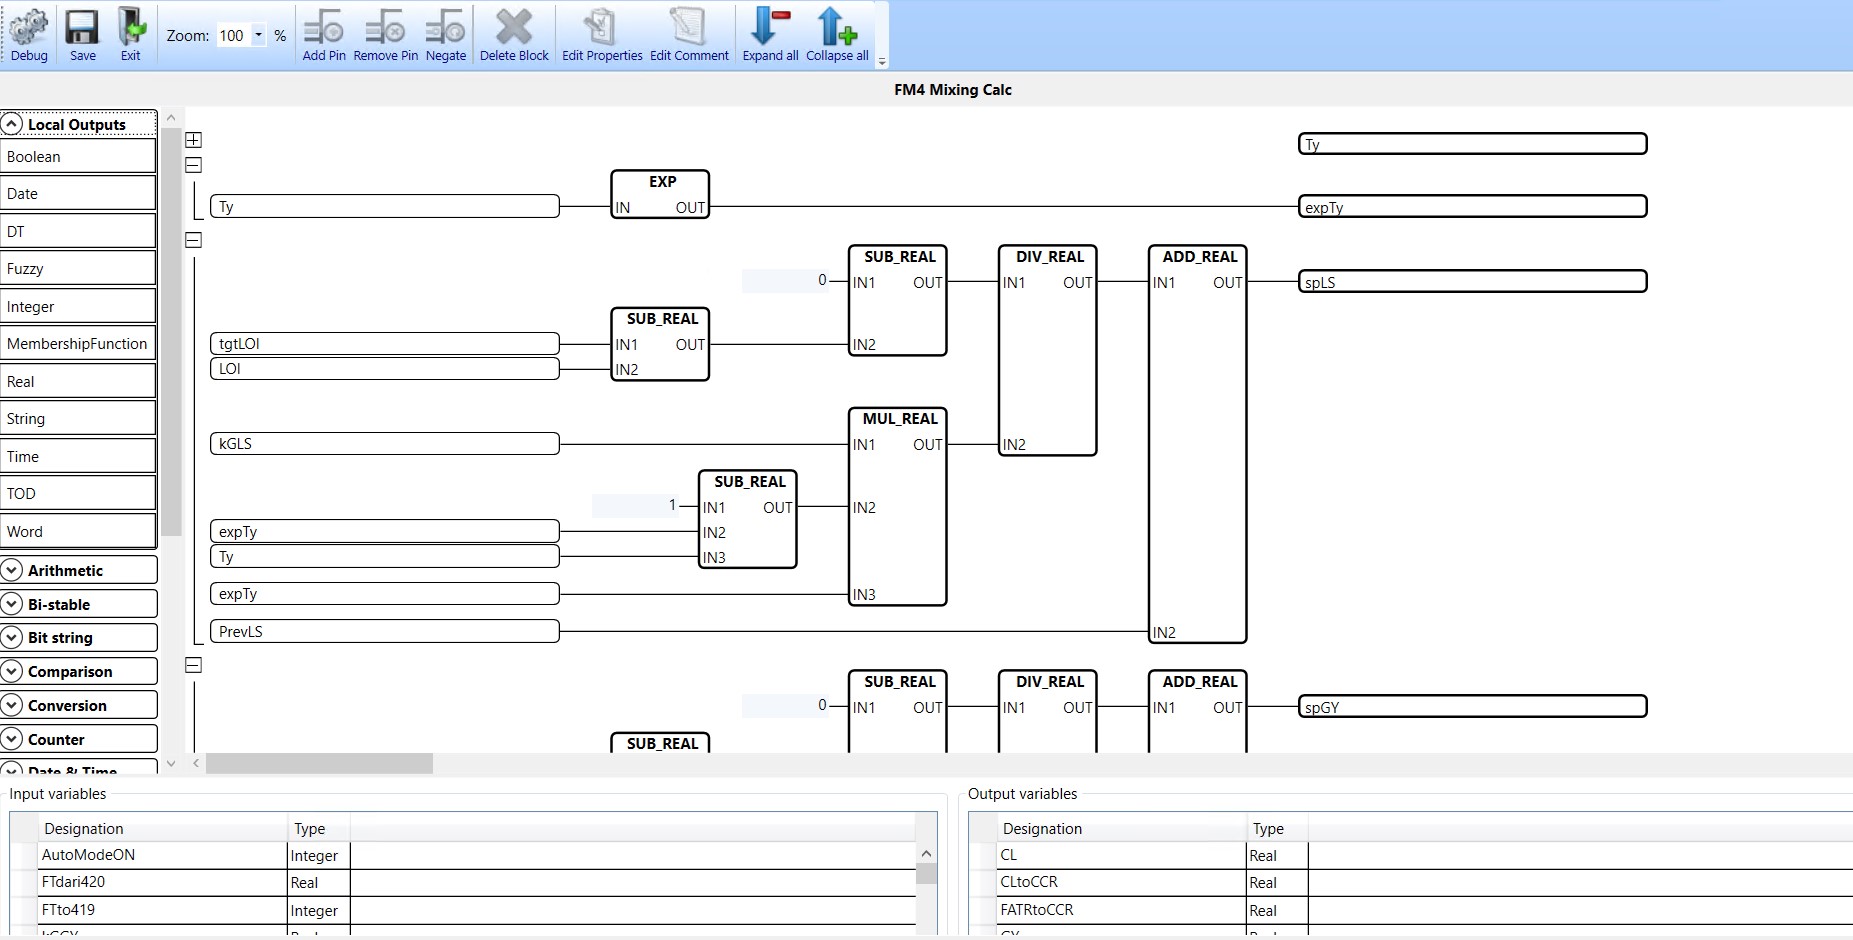 Debug Save Exit Zoom: 100 % Add Pin Remove Pin Negate Delete Block Edit Properties Edit Comment Expand all Collapse all
FM4 Mixing Calc
Local Outputs
Boolean
Date
DT
Fuzzy
Integer
MembershipFunction
Real
String
Time
TOD
Word
Arithmetic
Bi-stable
Bit string
Comparison
Conversion
Counter
Date & Time
Ty
EXP
Ty IN OUT expTy
SUB_REAL DIV_REAL ADD_REAL
0 IN1 OUT IN1 OUT IN1 OUT spLS
SUB_REAL
tgtLOI IN1 OUT IN2
LOI IN2
MUL_REAL
kGLS IN1 OUT IN2
SUB_REAL
1 IN1 OUT IN2
expTy IN2
Ty IN3
expTy IN3
PrevLS IN2
SUB_REAL DIV_REAL ADD_REAL
0 IN1 OUT IN1 OUT IN1 OUT spGY
SUB_REAL
Input variables
Designation Type
AutoModeON Integer
FTdari420 Real
FTto419 Integer
Output variables
Designation Type
CL Real
CLtoCCR Real
FATRtoCCR Real